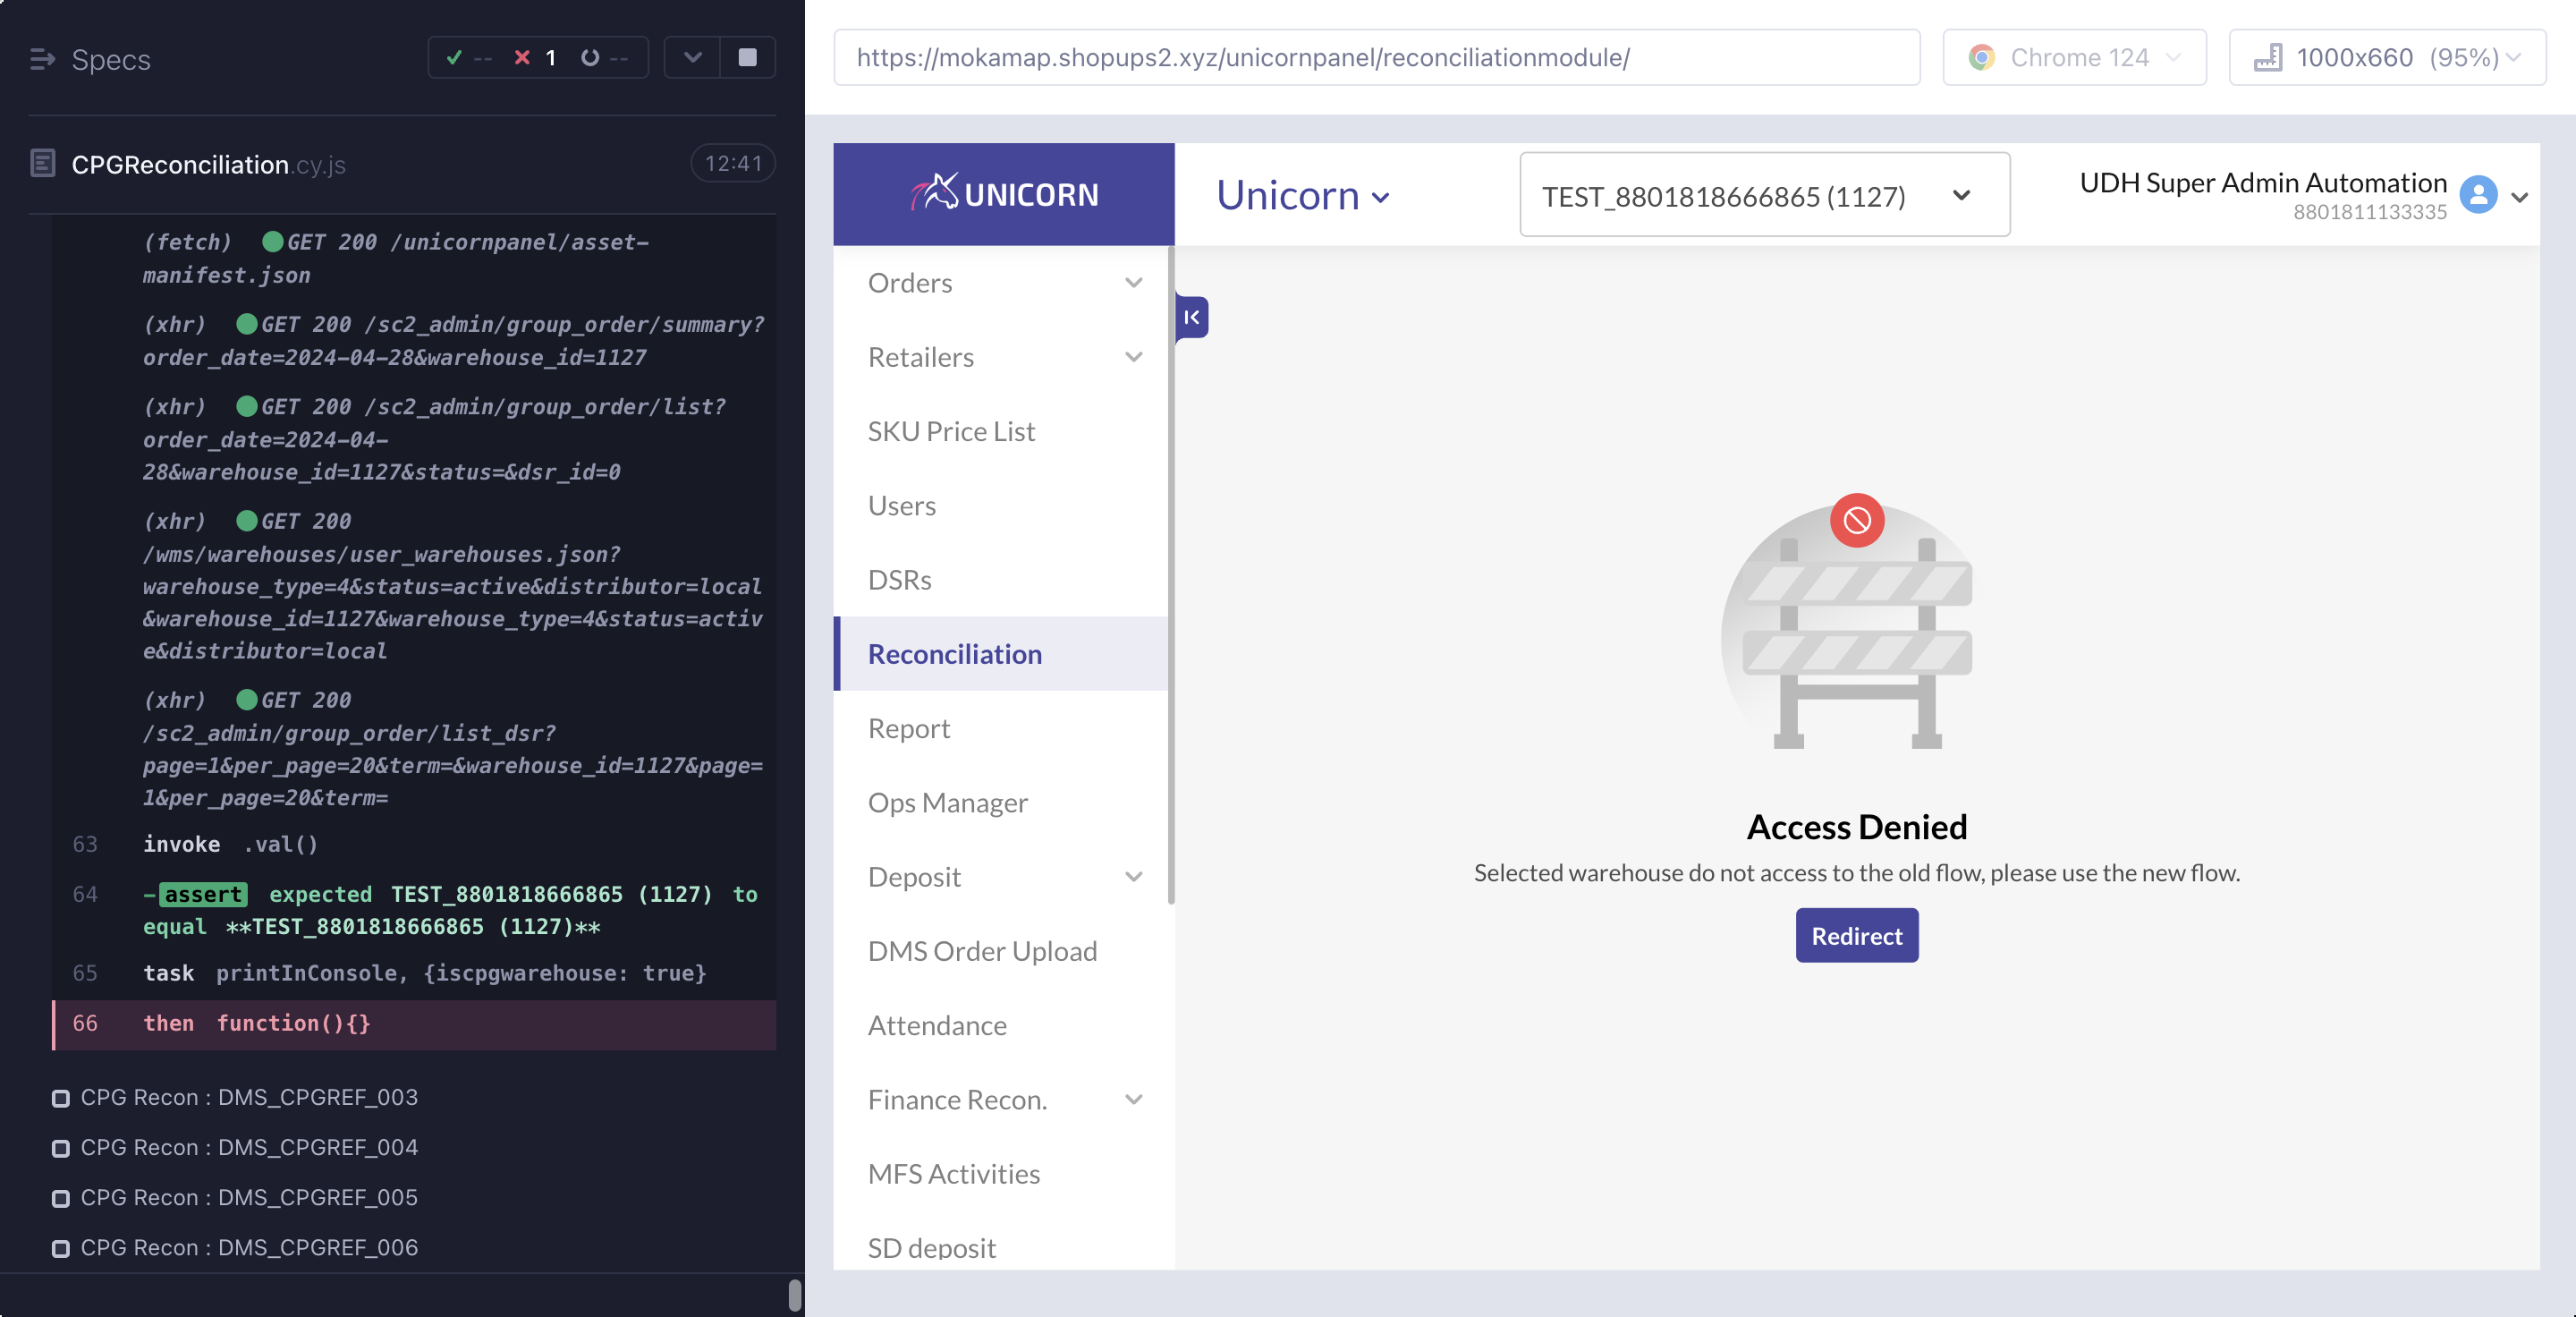 Specs
-- 1 --
CPGReconciliation.cy.js
12:41
(fetch) GET 200 /unicornpanel/asset-
manifest.json
(xhr) GET 200 /sc2_admin/group_order/summary?
order_date=2024-04-28&warehouse_id=1127
(xhr) GET 200 /sc2_admin/group_order/list?
order_date=2024-04-
28&warehouse_id=1127&status=&dsr_id=0
(xhr) GET 200
/wms/warehouses/user_warehouses.json?
warehouse_type=4&status=active&distributor=local
&warehouse_id=1127&warehouse_type=4&status=activ
e&distributor=local
(xhr) GET 200
/sc2_admin/group_order/list_dsr?
page=1&per_page=20&term=&warehouse_id=1127&page=
1&per_page=20&term=
63 invoke .val()
64 -assert expected TEST_8801818666865 (1127) to
equal **TEST_8801818666865 (1127)**
65 task printInConsole, {iscpgwarehouse: true}
66 then function(){}
CPG Recon : DMS_CPGREF_003
CPG Recon : DMS_CPGREF_004
CPG Recon : DMS_CPGREF_005
CPG Recon : DMS_CPGREF_006
https://mokamap.shopups2.xyz/unicornpanel/reconciliationmodule/
Chrome 124
1000x660 (95%)
UNICORN
Unicorn
TEST_8801818666865 (1127)
UDH Super Admin Automation
8801811133335
Orders
Retailers
SKU Price List
Users
DSRs
Reconciliation
Report
Ops Manager
Deposit
DMS Order Upload
Attendance
Finance Recon.
MFS Activities
SD deposit
Access Denied
Selected warehouse do not access to the old flow, please use the new flow.
Redirect